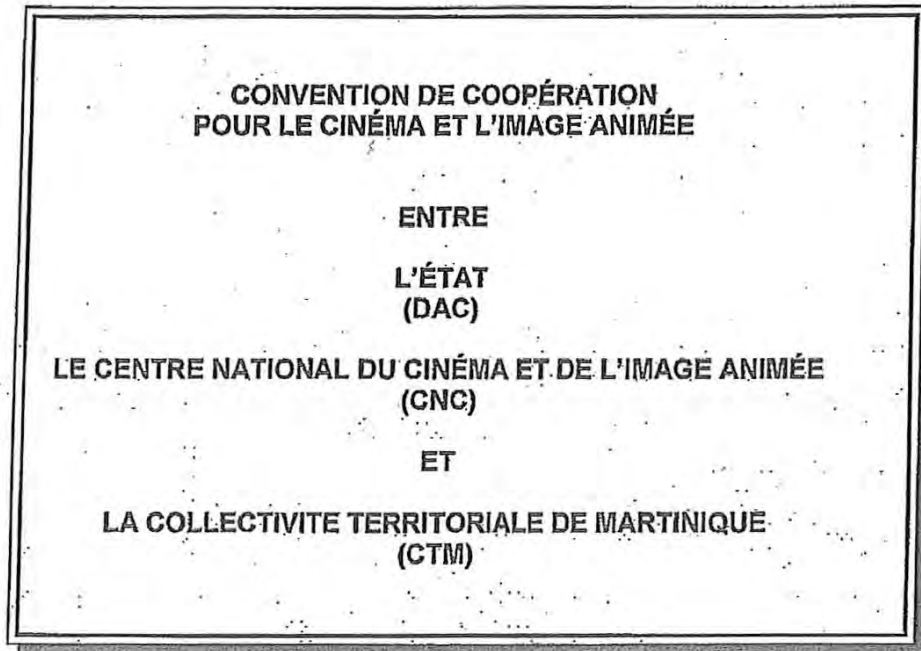 CONVENTION DE COOPÉRATION
POUR LE CINÉMA ET L'IMAGE ANIMÉE
ENTRE
L'ÉTAT
(DAC)
LE CENTRE NATIONAL DU CINÉMA ET DE L'IMAGE ANIMÉE
(CNC)
ET
LA COLLECTIVITE TERRITORIALE DE MARTINIQUE
(CTM)